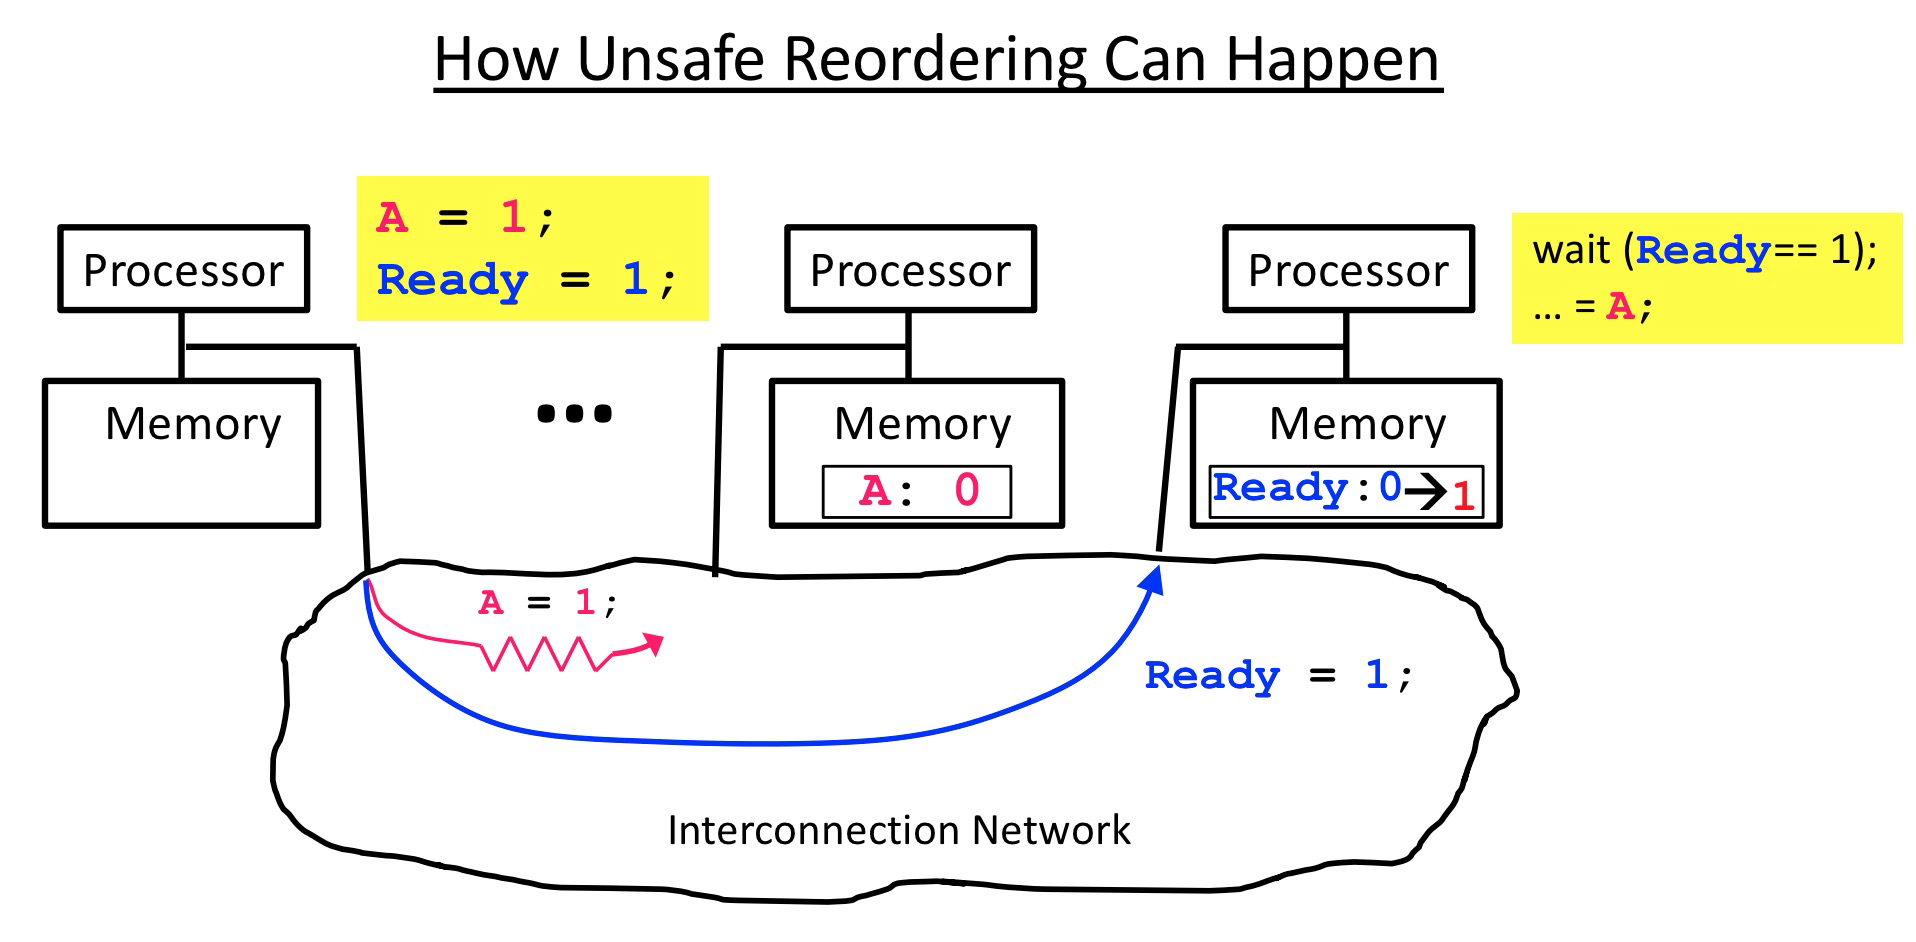 How Unsafe Reordering Can Happen
A = 1;
Ready = 1;
Processor
Processor
Processor
wait (Ready== 1);
... = A;
Memory
...
Memory
A: 0
Memory
Ready:0→1
A = 1;
Ready = 1;
Interconnection Network